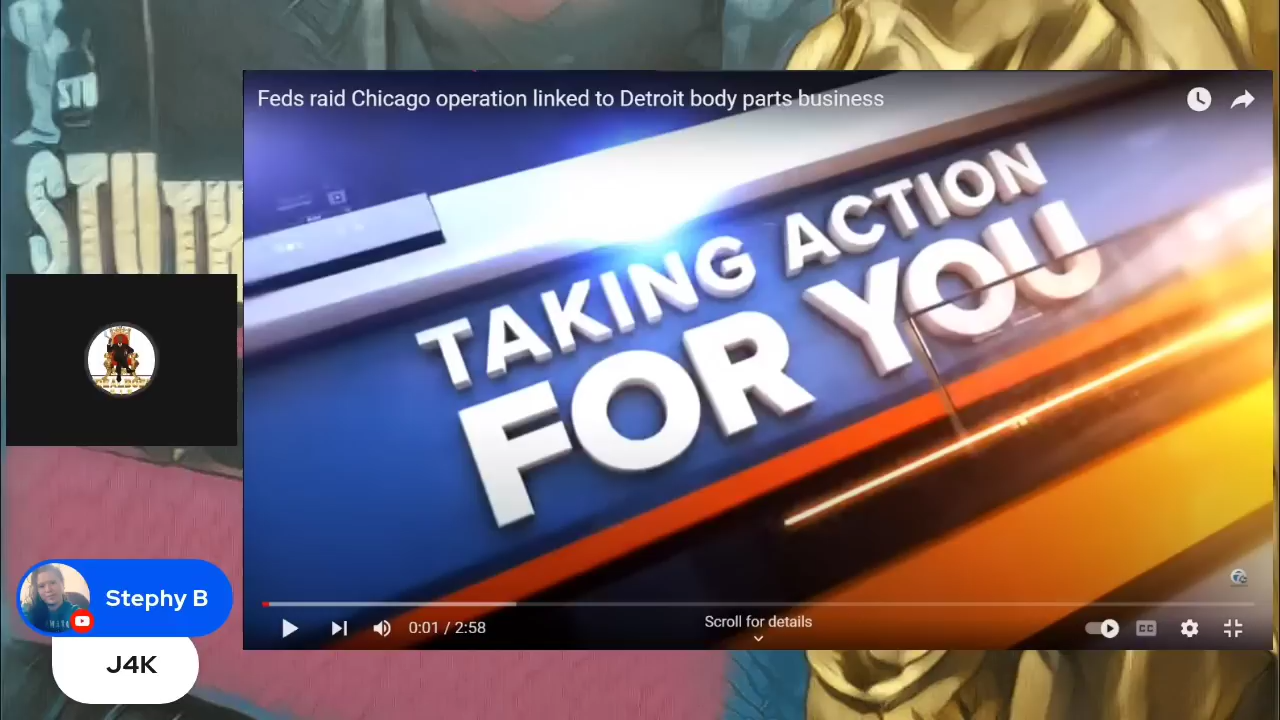 Feds raid Chicago operation linked to Detroit body parts business
TAKING ACTION
FOR YOU
0:01 / 2:58
Scroll for details
CC
Stephy B
J4K